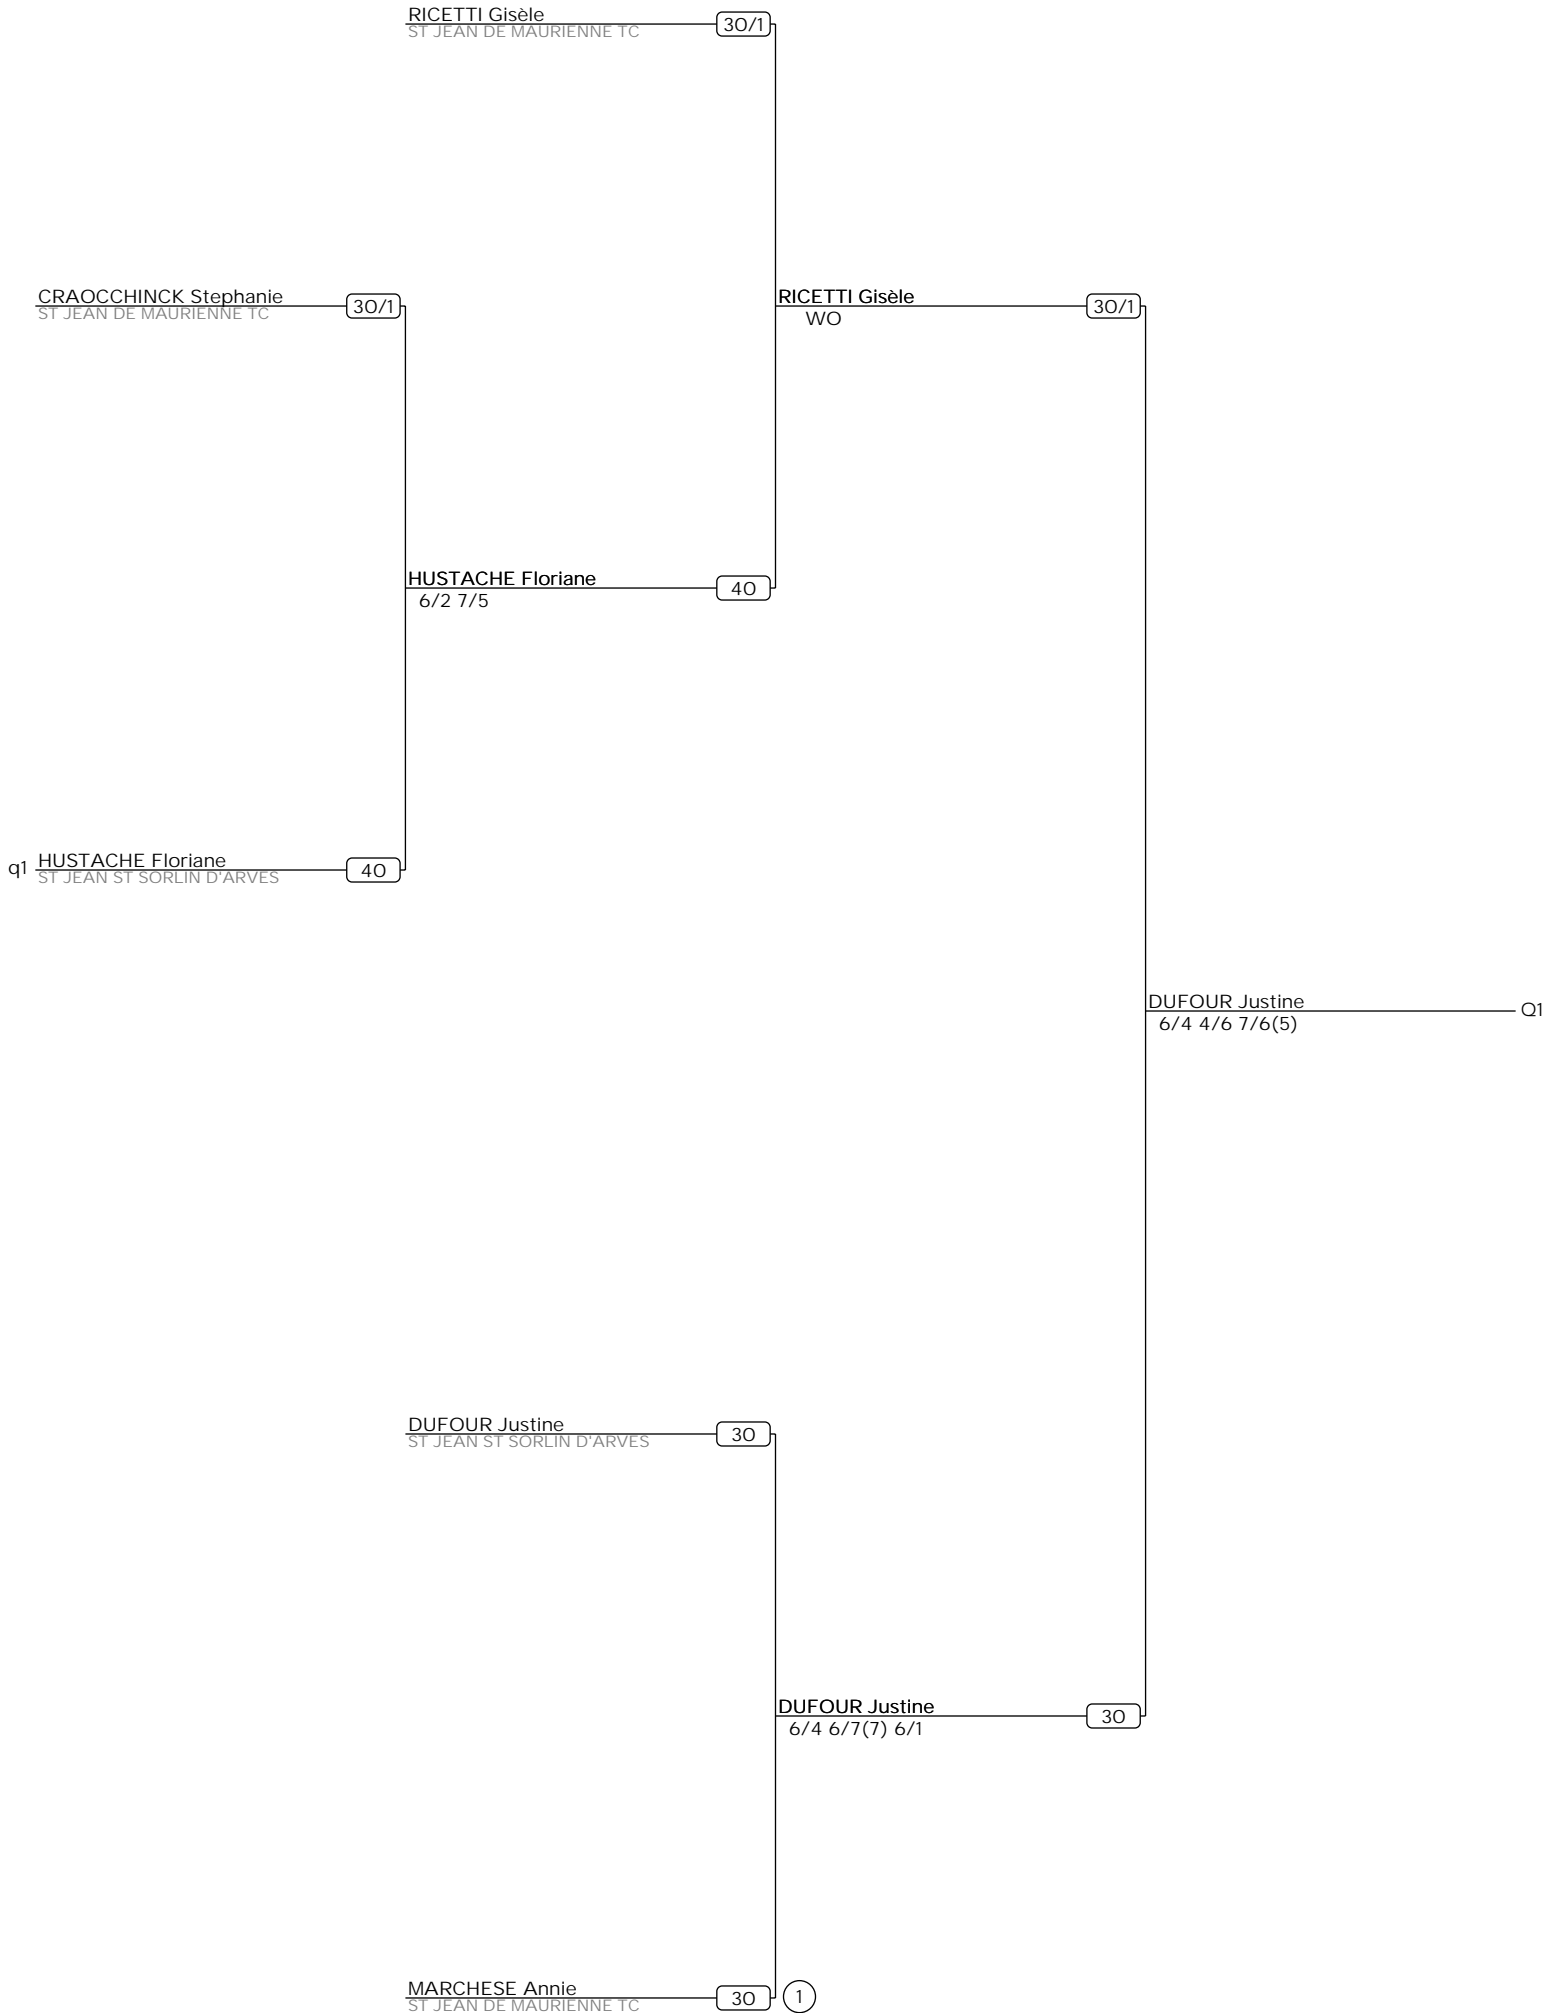 RICETTI Gisèle
ST JEAN DE MAURIENNE TC
30/1
CRAOCCHINCK Stephanie
ST JEAN DE MAURIENNE TC
30/1
RICETTI Gisèle
WO
30/1
HUSTACHE Floriane
6/2 7/5
40
q1
HUSTACHE Floriane
ST JEAN ST SORLIN D'ARVES
40
DUFOUR Justine
6/4 4/6 7/6(5)
Q1
DUFOUR Justine
ST JEAN ST SORLIN D'ARVES
30
DUFOUR Justine
6/4 6/7(7) 6/1
30
MARCHESE Annie
ST JEAN DE MAURIENNE TC
30
1